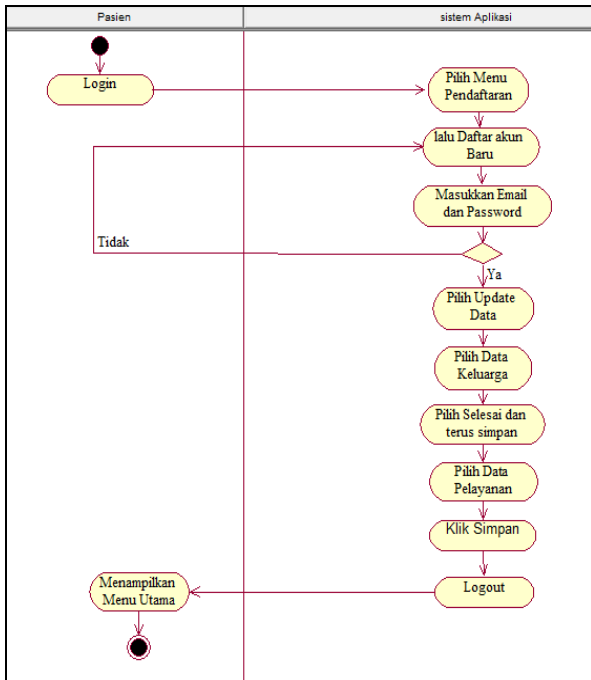 Pasien
sistem Aplikasi
Login
Pilih Menu
Pendaftaran
lalu Daftar akun
Baru
Masukkan Email
dan Password
Tidak
Ya
Pilih Update
Data
Pilih Data
Keluarga
Pilih Selesai dan
terus simpan
Pilih Data
Pelayanan
Klik Simpan
Logout
Menampilkan
Menu Utama